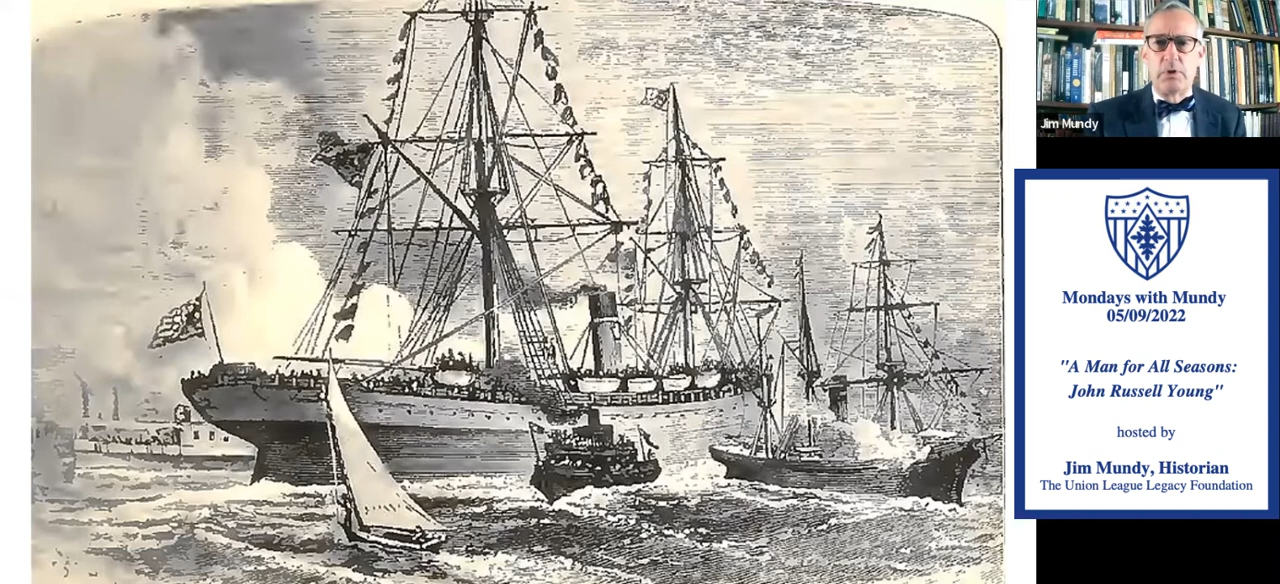 Jim Mundy
Mondays with Mundy
05/09/2022
"A Man for All Seasons:
John Russell Young"
hosted by
Jim Mundy, Historian
The Union League Legacy Foundation